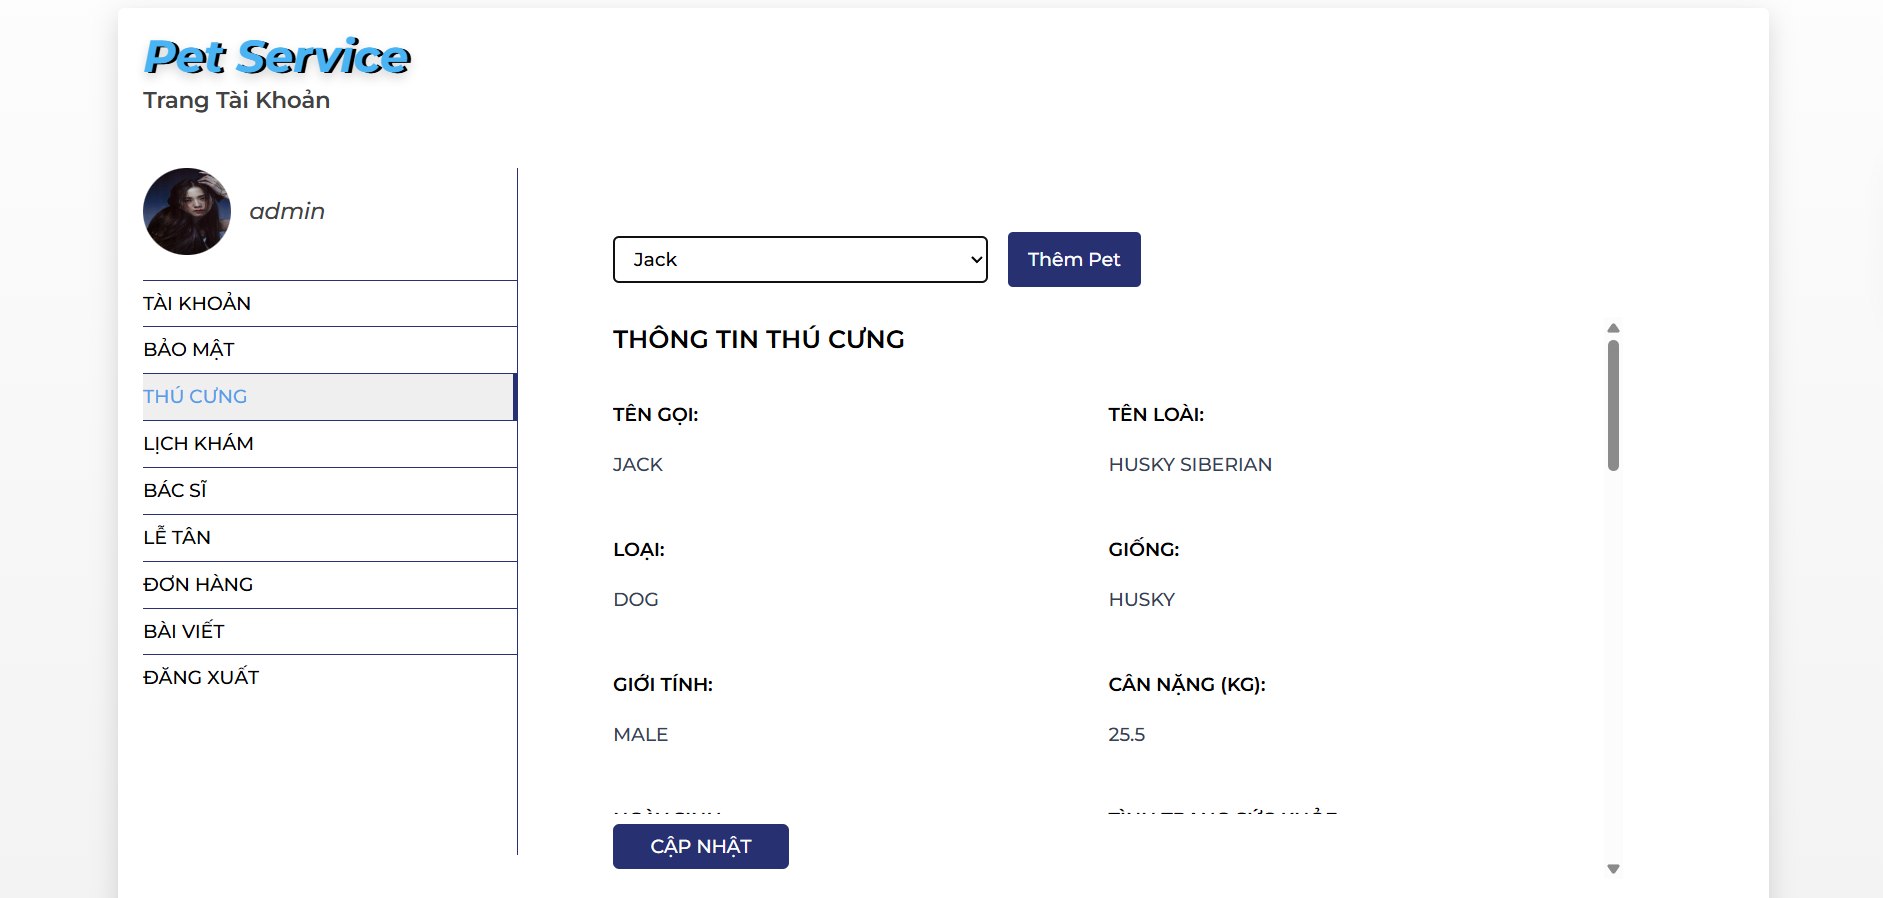 Pet Service
Trang Tài Khoản
admin
TÀI KHOẢN
BẢO MẬT
THÚ CƯNG
LỊCH KHÁM
BÁC SĨ
LỄ TÂN
ĐƠN HÀNG
BÀI VIẾT
ĐĂNG XUẤT
Jack
Thêm Pet
THÔNG TIN THÚ CƯNG
TÊN GỌI:
TÊN LOÀI:
JACK
HUSKY SIBERIAN
LOẠI:
GIỐNG:
DOG
HUSKY
GIỚI TÍNH:
CÂN NẶNG (KG):
MALE
25.5
CẬP NHẬT